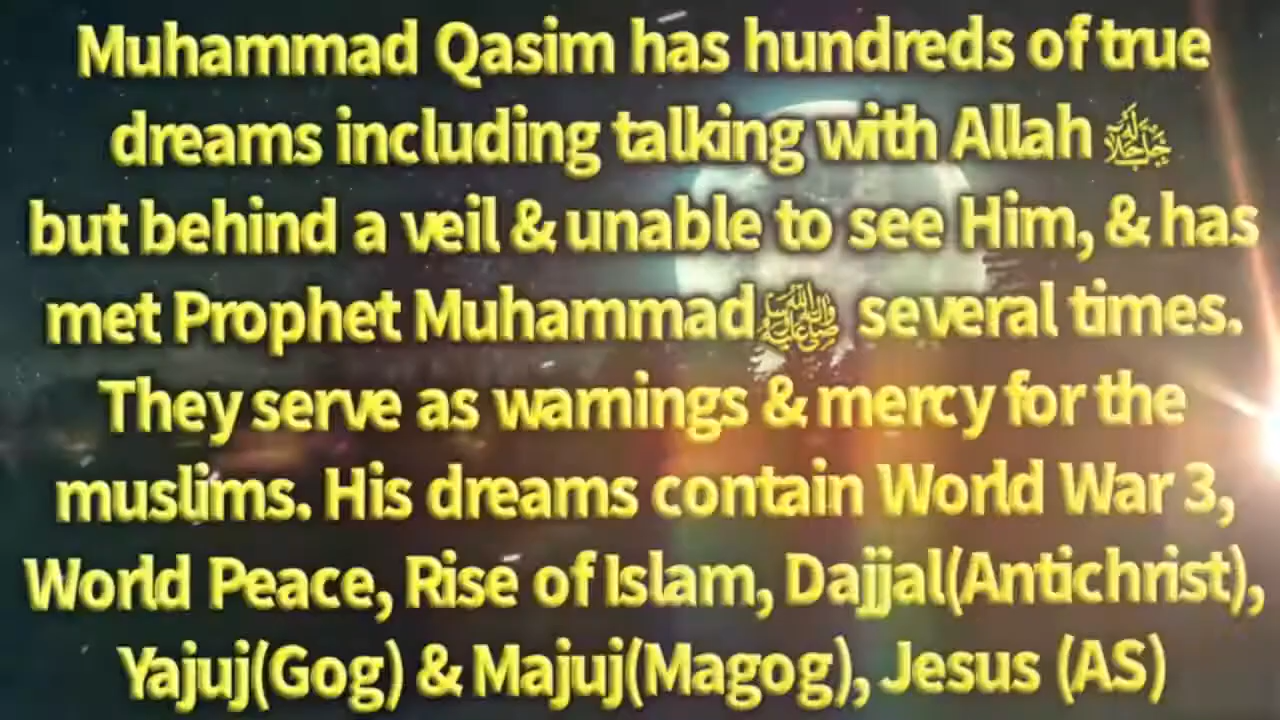 Muhammad Qasim has hundreds of true
dreams including talking with Allah ﷻ
but behind a veil & unable to see Him, & has
met Prophet Muhammadﷺ several times.
They serve as warnings & mercy for the
muslims. His dreams contain World War 3,
World Peace, Rise of Islam, Dajjal(Antichrist),
Yajuj(Gog) & Majuj(Magog), Jesus (AS)